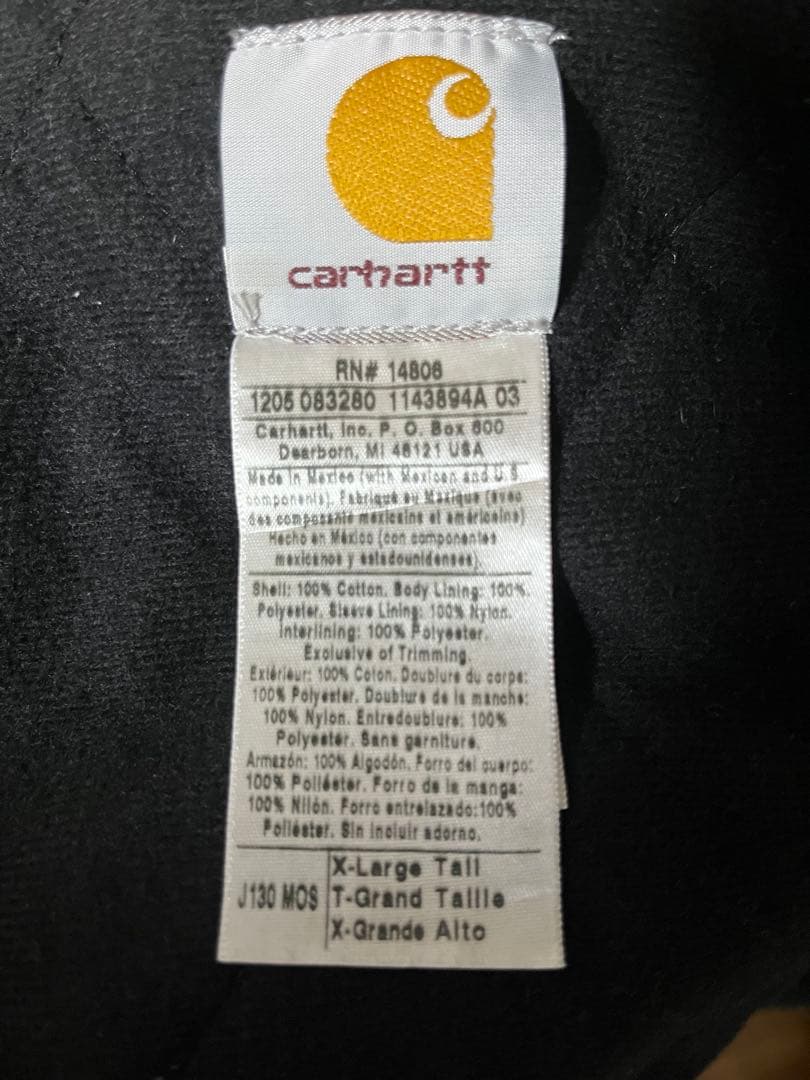 carhartt
RN# 14806
1205 083280 1143894A 03
Carhartt, Inc. P. O. Box 600
Dearborn, MI 48121 USA
Made in Mexico (with Mexican and U.S
components). Fabriqué au Mexique (avec
des composants mexicains et américains)
Hecho en México (con componentes
mexicanos y estadounidenses).
Shell: 100% Cotton. Body Lining: 100%
Polyester. Sleeve Lining: 100% Nylon.
Interlining: 100% Polyester.
Exclusive of Trimming.
Extérieur: 100% Coton. Doublure du corps:
100% Polyester. Doublure de la manche:
100% Nylon. Entredoublure: 100%
Polyester. Sans garniture.
Armazón: 100% Algodón. Forro del cuerpo:
100% Poliéster. Forro de la manga:
100% Nilón. Forro entrelazado:100%
Poliéster. Sin incluir adorno.
J130 MOS
X-Large Tall
T-Grand Taille
X-Grande Alto